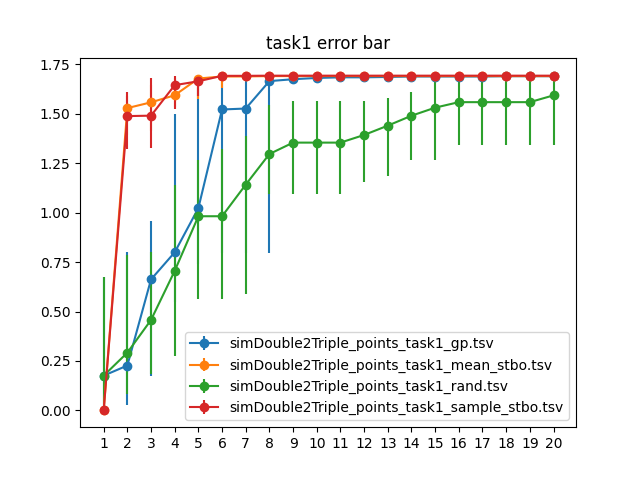 task1 error bar
1.75
1.50
1.25
1.00
0.75
0.50
0.25
0.00
simDouble2Triple_points_task1_gp.tsv
simDouble2Triple_points_task1_mean_stbo.tsv
simDouble2Triple_points_task1_rand.tsv
simDouble2Triple_points_task1_sample_stbo.tsv
1 2 3 4 5 6 7 8 9 10 11 12 13 14 15 16 17 18 19 20